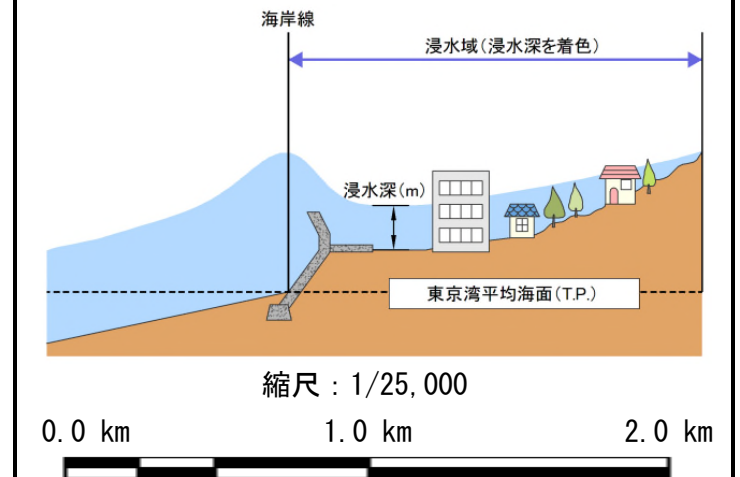 海岸線
浸水域（浸水深を着色）
浸水深（m）
東京湾平均海面（T.P.）
縮尺：1/25,000
0.0 km 1.0 km 2.0 km